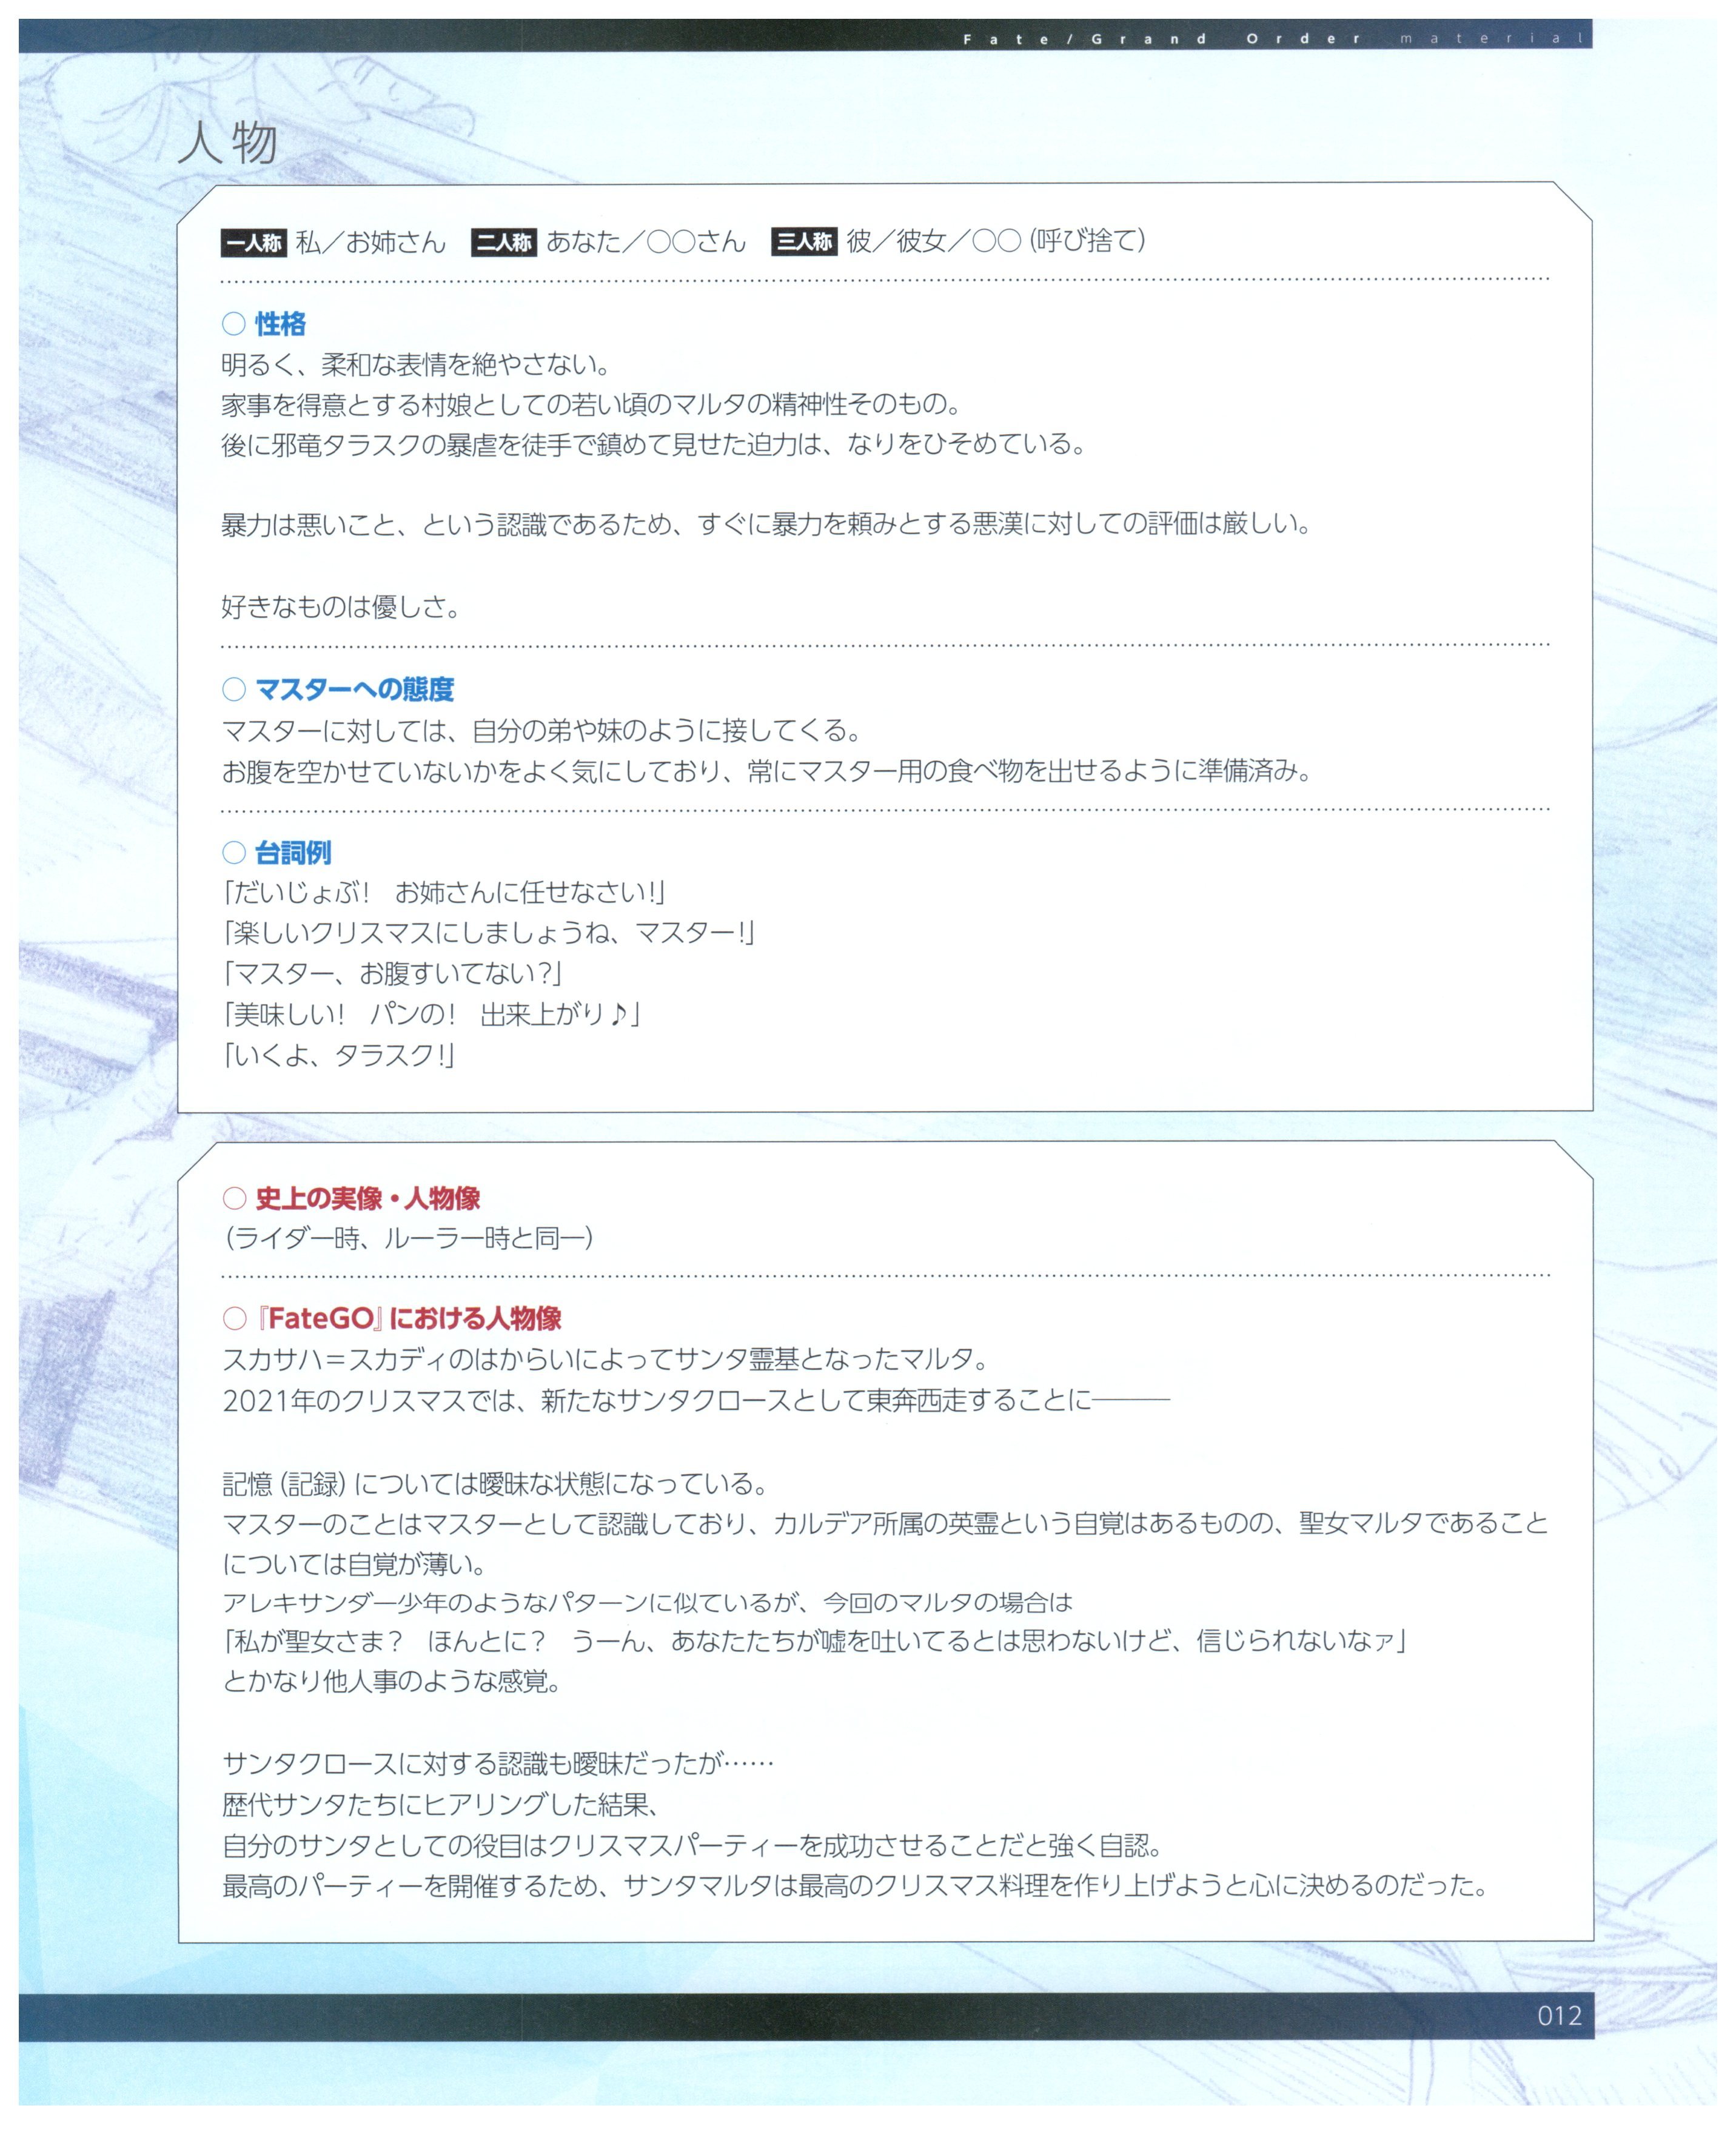 Fate/Grand Order material
人物
一人称 私／お姉さん 二人称 あなた／○○さん 三人称 彼／彼女／○○（呼び捨て）
○ 性格
明るく、柔和な表情を絶やさない。
家事を得意とする村娘としての若い頃のマルタの精神性そのもの。
後に邪竜タラスクの暴虐を徒手で鎮めて見せた迫力は、なりをひそめている。
暴力は悪いこと、という認識であるため、すぐに暴力を頼みとする悪漢に対しての評価は厳しい。
好きなものは優しさ。
○ マスターへの態度
マスターに対しては、自分の弟や妹のように接してくる。
お腹を空かせていないかをよく気にしており、常にマスター用の食べ物を出せるように準備済み。
○ 台詞例
「だいじょぶ！　お姉さんに任せなさい！」
「楽しいクリスマスにしましょうね、マスター！」
「マスター、お腹すいてない？」
「美味しい！　パンの！　出来上がり♪」
「いくよ、タラスク！」
○ 史上の実像・人物像
（ライダー時、ルーラー時と同一）
○『FateGO』における人物像
スカサハ＝スカディのはからいによってサンタ霊基となったマルタ。
2021年のクリスマスでは、新たなサンタクロースとして東奔西走することに―――
記憶（記録）については曖昧な状態になっている。
マスターのことはマスターとして認識しており、カルデア所属の英霊という自覚はあるものの、聖女マルタであること
については自覚が薄い。
アレキサンダー少年のようなパターンに似ているが、今回のマルタの場合は
「私が聖女さま？　ほんとに？　うーん、あなたたちが嘘を吐いてるとは思わないけど、信じられないなァ」
とかなり他人事のような感覚。
サンタクロースに対する認識も曖昧だったが……
歴代サンタたちにヒアリングした結果、
自分のサンタとしての役目はクリスマスパーティーを成功させることだと強く自認。
最高のパーティーを開催するため、サンタマルタは最高のクリスマス料理を作り上げようと心に決めるのだった。
012